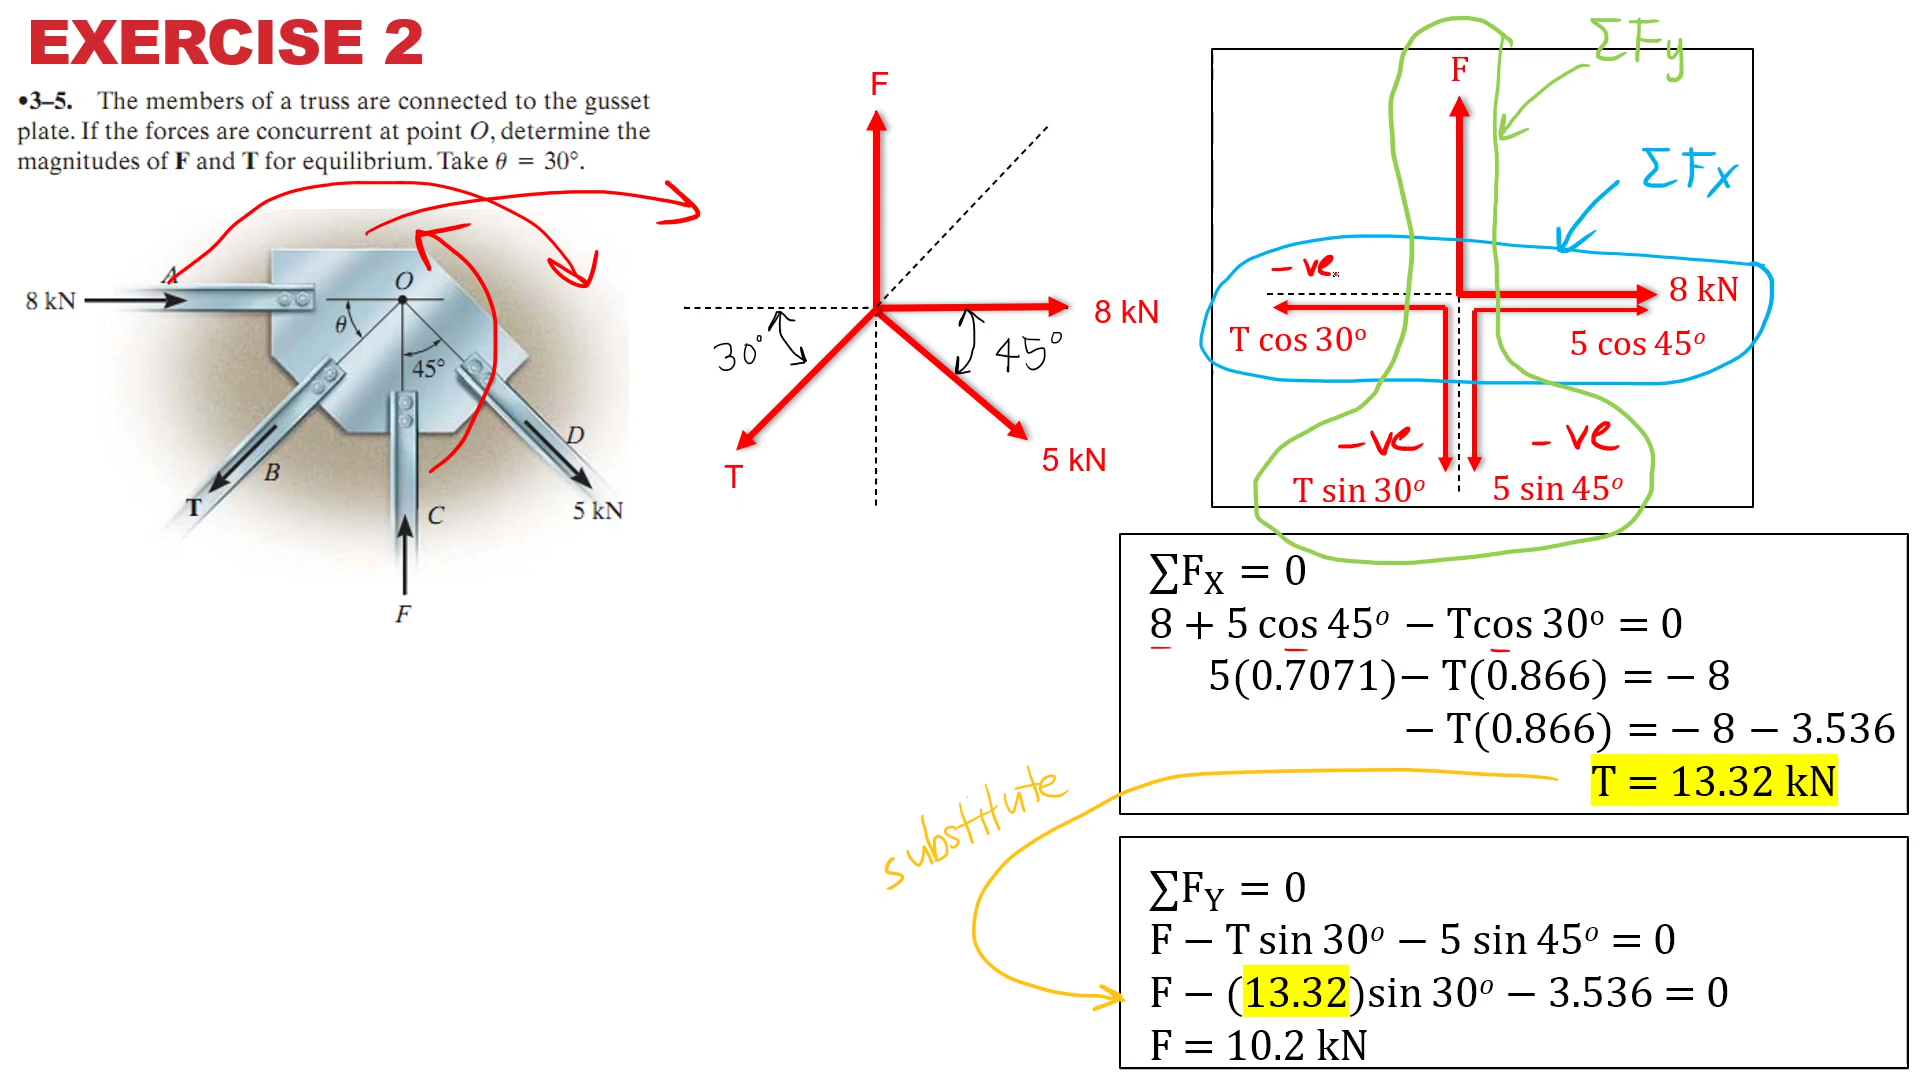 EXERCISE 2
•3–5. The members of a truss are connected to the gusset
plate. If the forces are concurrent at point O, determine the
magnitudes of F and T for equilibrium. Take θ = 30°.
A
8 kN
O
θ
45°
B
T
C
D
5 kN
F
F
8 kN
30°
45°
T
5 kN
ΣFy
F
ΣFx
-ve
8 kN
T cos 30°
5 cos 45°
-ve
-ve
T sin 30°
5 sin 45°
∑Fₓ = 0
8 + 5 cos 45° − Tcos 30° = 0
5(0.7071)− T(0.866) = − 8
− T(0.866) = − 8 − 3.536
T = 13.32 kN
substitute
∑F_Y = 0
F − T sin 30° − 5 sin 45° = 0
F − (13.32)sin 30° − 3.536 = 0
F = 10.2 kN